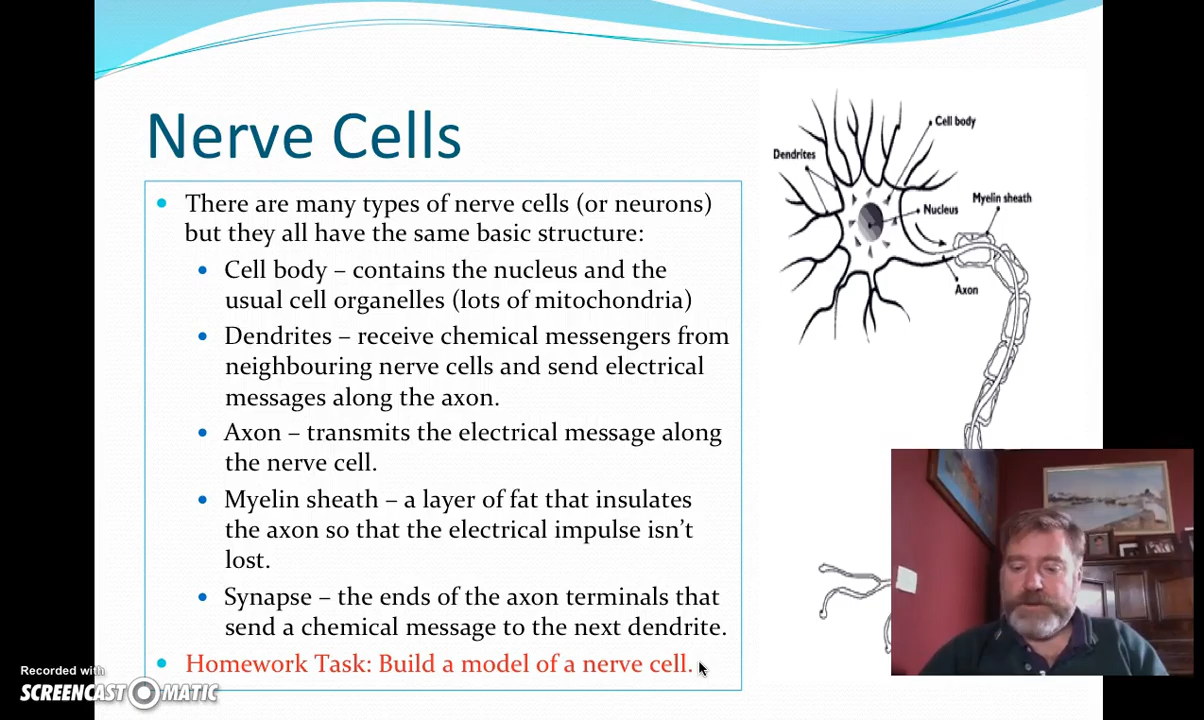 Nerve Cells
There are many types of nerve cells (or neurons)
but they all have the same basic structure:
Cell body – contains the nucleus and the
usual cell organelles (lots of mitochondria)
Dendrites – receive chemical messengers from
neighbouring nerve cells and send electrical
messages along the axon.
Axon – transmits the electrical message along
the nerve cell.
Myelin sheath – a layer of fat that insulates
the axon so that the electrical impulse isn't
lost.
Synapse – the ends of the axon terminals that
send a chemical message to the next dendrite.
Homework Task: Build a model of a nerve cell.
Cell body
Dendrites
Myelin sheath
Nucleus
Axon
Recorded with
SCREENCAST MATIC